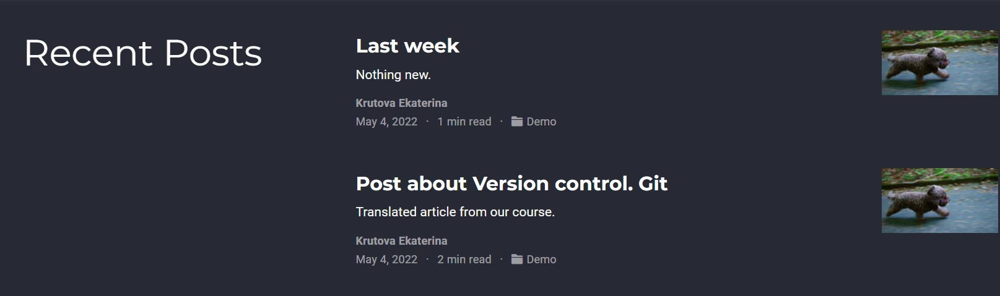 Recent Posts
Last week
Nothing new.
Krutova Ekaterina
May 4, 2022 · 1 min read · Demo
Post about Version control. Git
Translated article from our course.
Krutova Ekaterina
May 4, 2022 · 2 min read · Demo